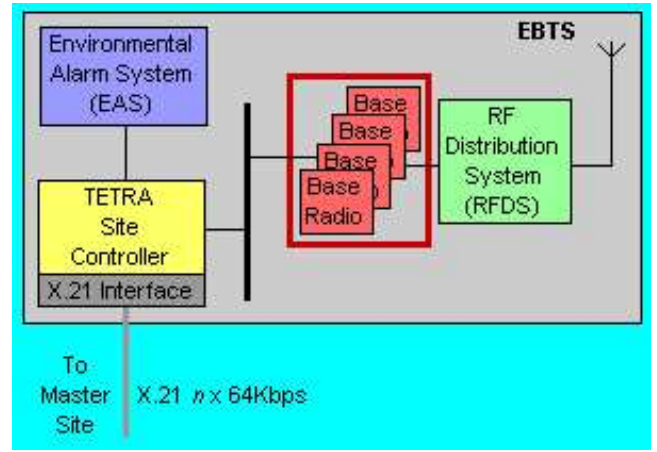 EBTS
Environmental
Alarm System
(EAS)
Base
Base
Base
Base
Radio
RF
Distribution
System
(RFDS)
TETRA
Site
Controller
X.21 Interface
To
Master
Site
X.21 n x 64Kbps